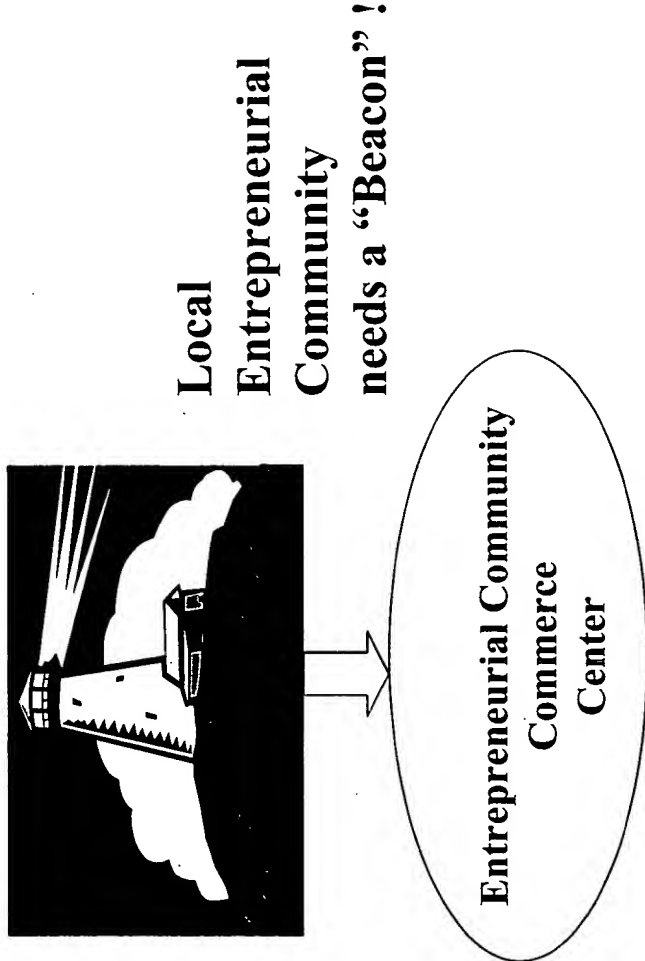 Local
Entrepreneurial
Community
needs a “Beacon” !
Entrepreneurial Community
Commerce
Center